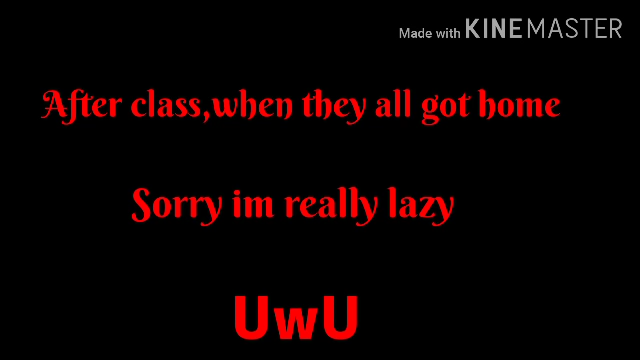 Made with KINEMASTER
After class,when they all got home
Sorry im really lazy
UwU